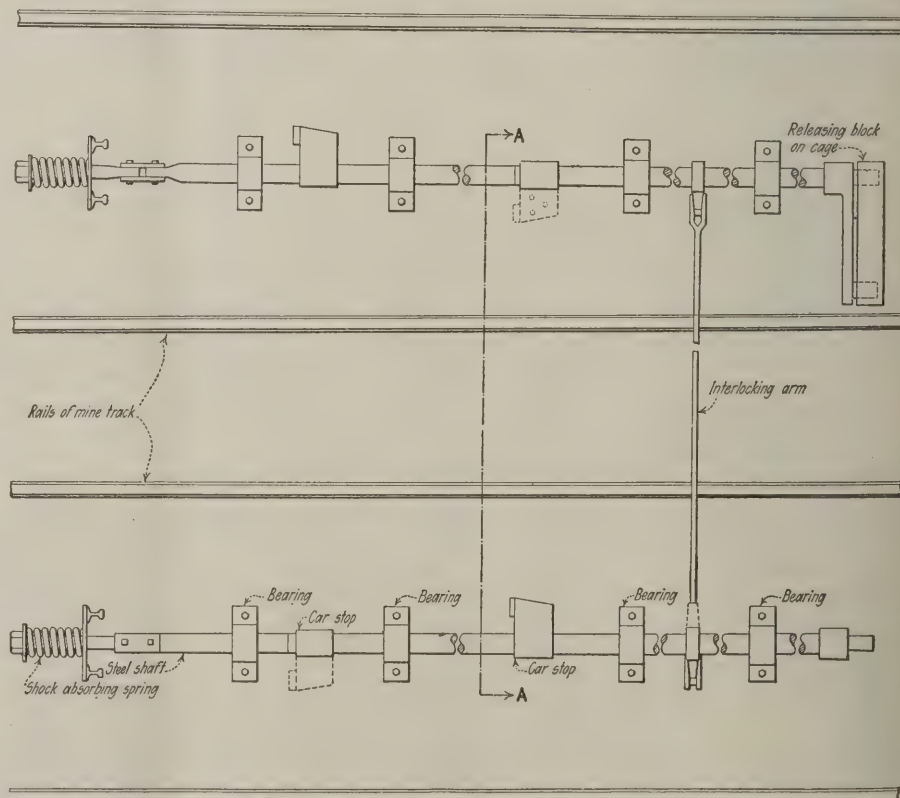 A
Releasing block
on cage
Rails of mine track
Interlocking arm
Bearing
Car stop
Bearing
Bearing
Bearing
Steel shaft
Shock absorbing spring
Car stop
A